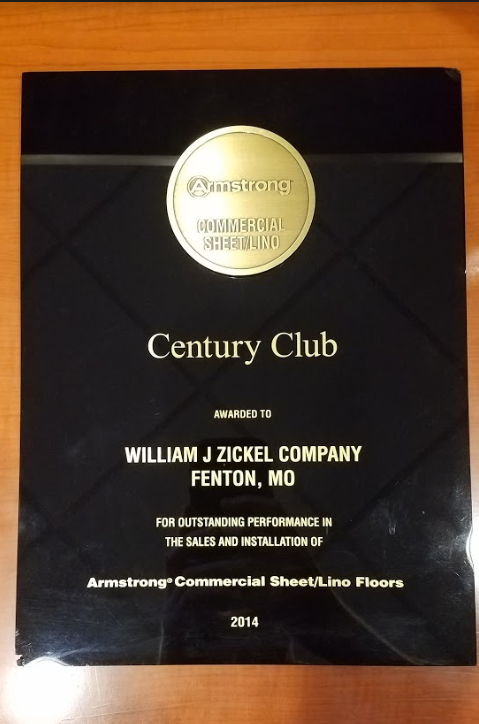 Armstrong
COMMERCIAL
SHEET/LINO
Century Club
AWARDED TO
WILLIAM J ZICKEL COMPANY
FENTON, MO
FOR OUTSTANDING PERFORMANCE IN
THE SALES AND INSTALLATION OF
Armstrong® Commercial Sheet/Lino Floors
2014